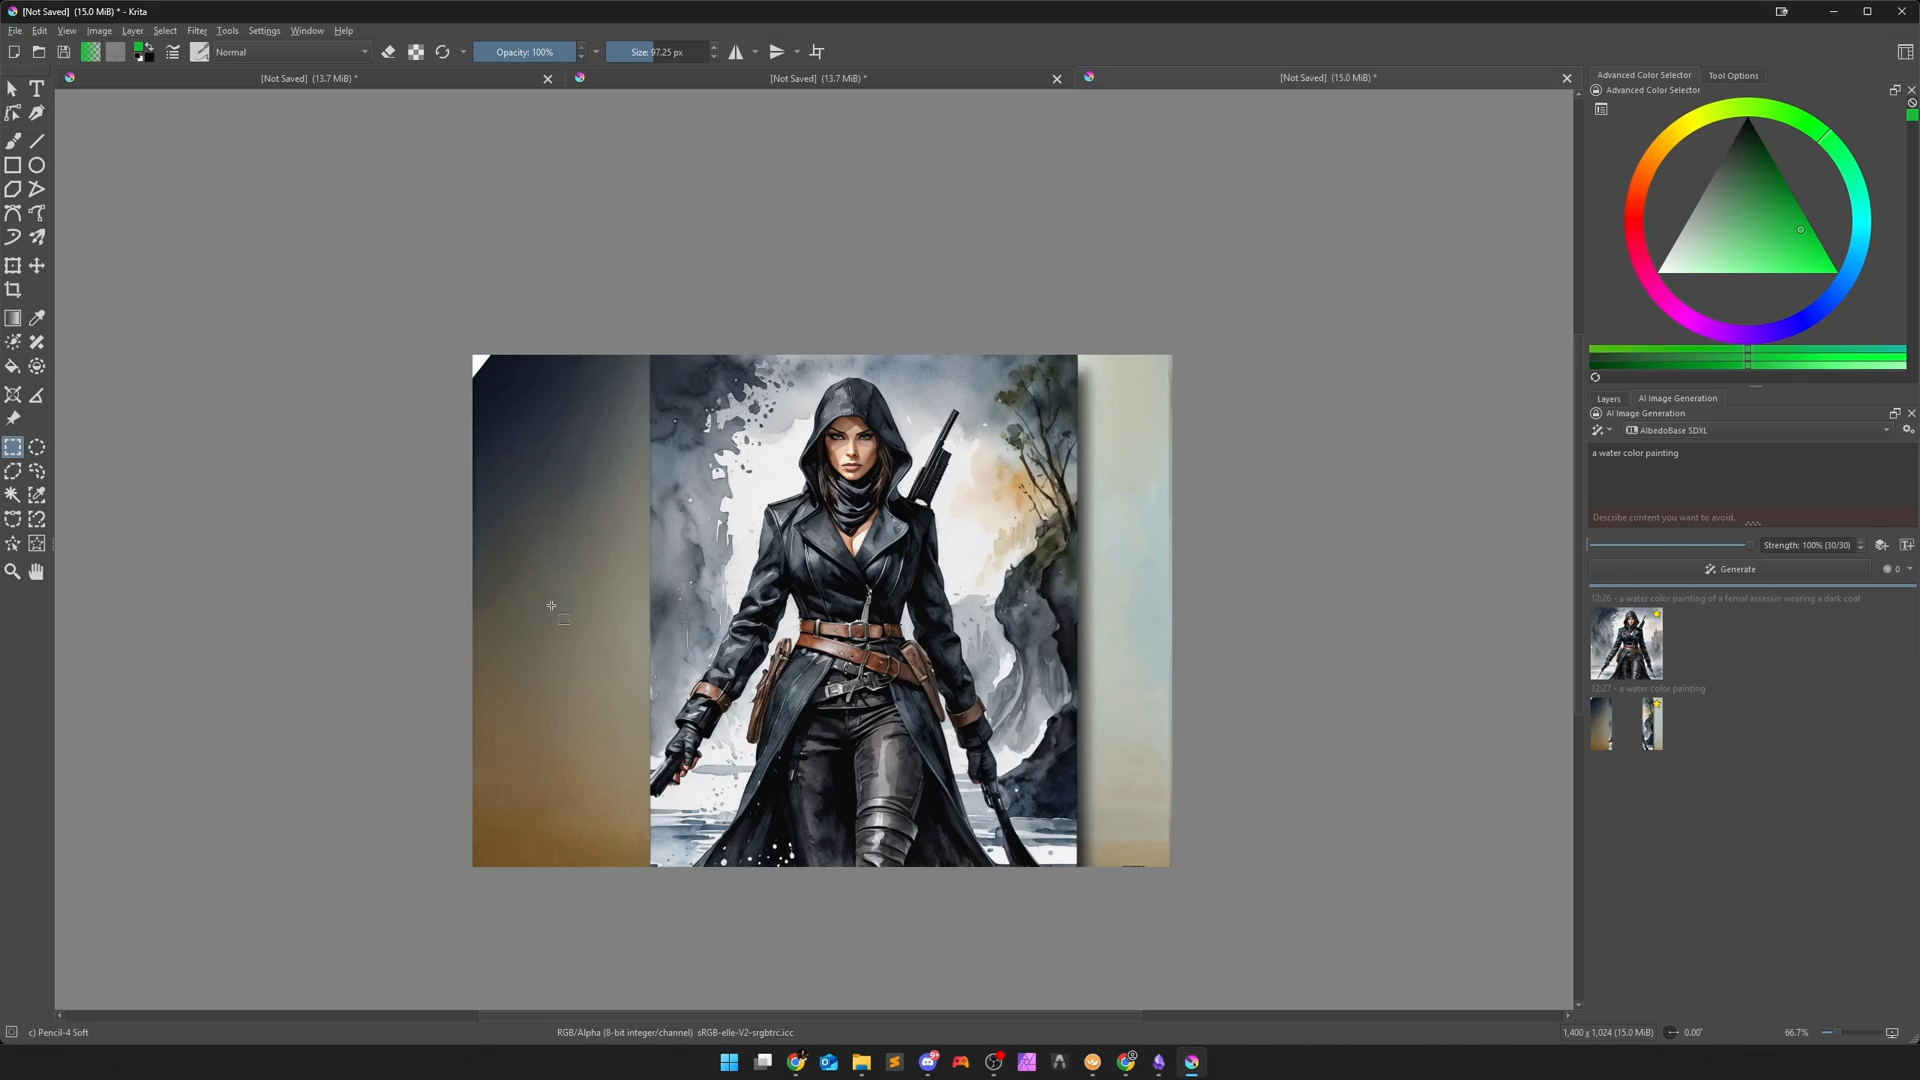 [Not Saved]  (15.0 MiB) * - Krita
File Edit View Image Layer Select Filter Tools Settings Window Help
Normal Opacity: 100% Size: 97.25 px
[Not Saved]  (13.7 MiB) * [Not Saved]  (13.7 MiB) * [Not Saved]  (15.0 MiB) *
Advanced Color Selector Tool Options
Advanced Color Selector
Layers AI Image Generation
AI Image Generation
XL AlbedoBase SDXL
a water color painting
Describe content you want to avoid.
Strength: 100% (30/30)
Generate 0
12:26 - a water color painting of a femal assassin wearing a dark coat
12:27 - a water color painting
c) Pencil-4 Soft RGB/Alpha (8-bit integer/channel)  sRGB-elle-V2-srgbtrc.icc 1,400 x 1,024 (15.0 MiB) 0.00° 66.7%